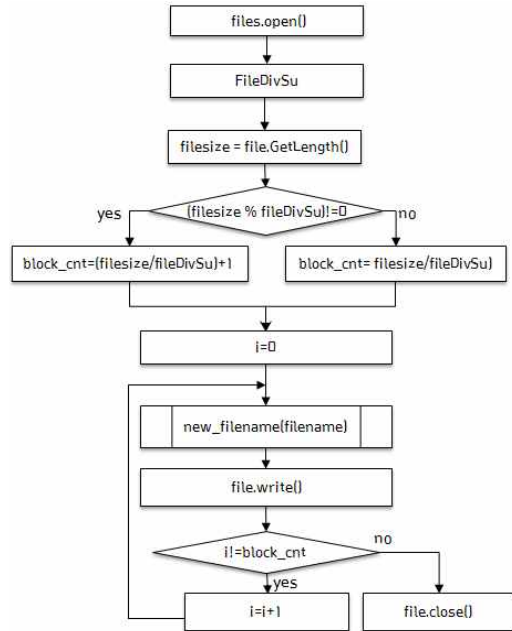 files.open()
FileDivSu
filesize = file.GetLength()
(filesize % fileDivSu)!=0
yes
no
block_cnt=(filesize/fileDivSu)+1
block_cnt= filesize/fileDivSu)
i=0
new_filename(filename)
file.write()
i!=block_cnt
no
yes
i=i+1
file.close()